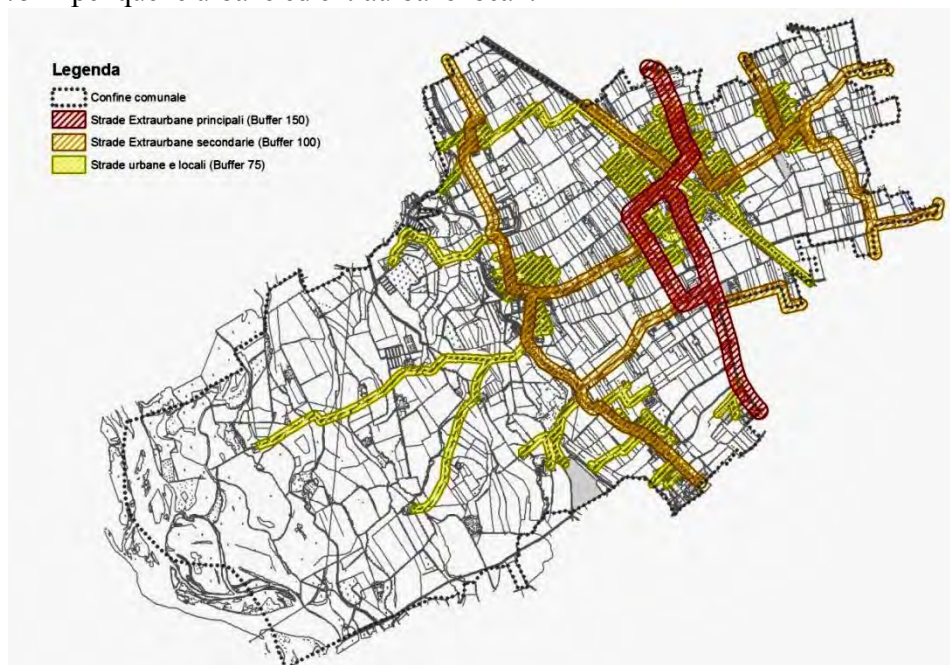 Legenda
Confine comunale
Strade Extraurbane principali (Buffer 150)
Strade Extraurbane secondarie (Buffer 100)
Strade urbane e locali (Buffer 75)